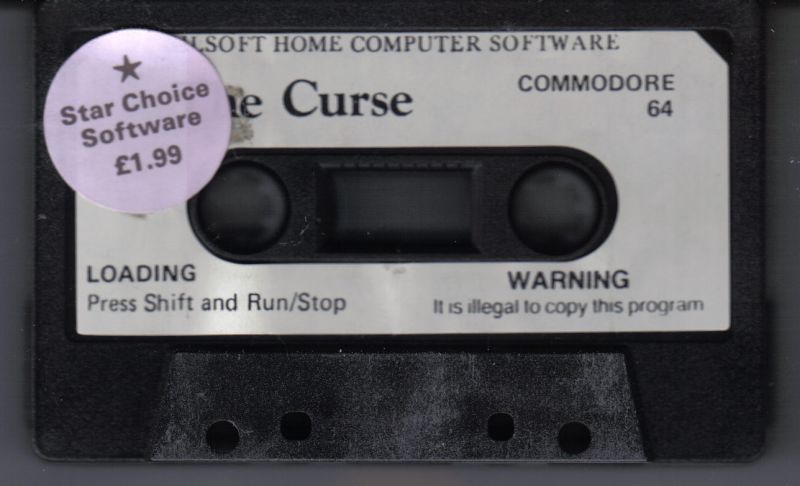 LSOFT HOME COMPUTER SOFTWARE
Star Choice
Software
£1.99
he Curse
COMMODORE
64
LOADING
Press Shift and Run/Stop
WARNING
It is illegal to copy this program